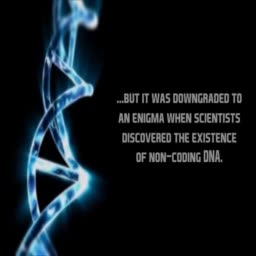 ...BUT IT WAS DOWNGRADED TO
AN ENIGMA WHEN SCIENTISTS
DISCOVERED THE EXISTENCE
OF NON-CODING DNA.